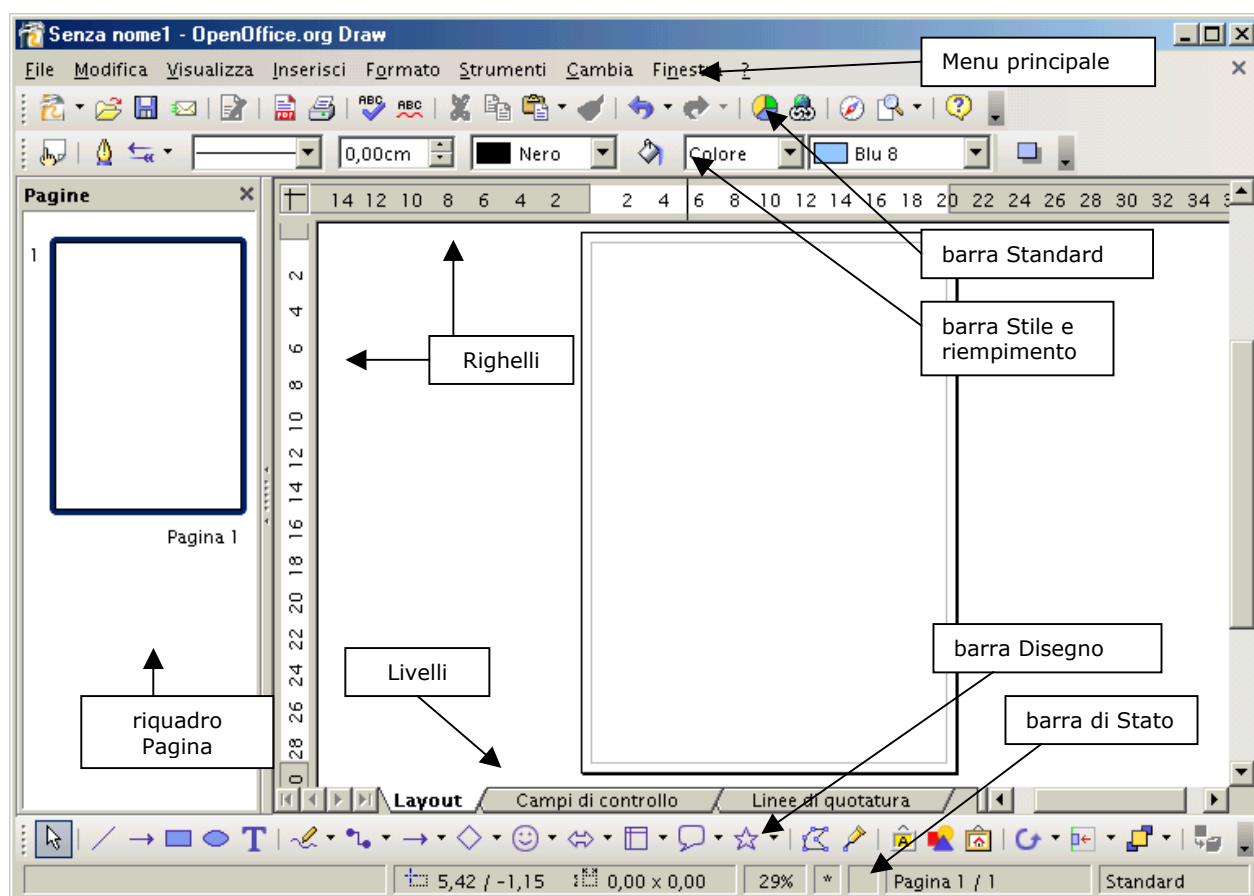 Senza nome1 - OpenOffice.org Draw
File Modifica Visualizza Inserisci Formato Strumenti Cambia Finestra ?
Menu principale
ABC ABC
PDF
0,00cm Nero Colore Blu 8
Pagine
14 12 10 8 6 4 2 2 4 6 8 10 12 14 16 18 20 22 24 26 28 30 32 34
1
Pagina 1
2
4
6
8
10
12
14
16
18
20
22
24
26
28
barra Standard
barra Stile e
riempimento
Righelli
barra Disegno
Livelli
riquadro
Pagina
barra di Stato
Layout Campi di controllo Linee di quotatura
T
A
5,42 / -1,15 0,00 x 0,00 29% * Pagina 1 / 1 Standard